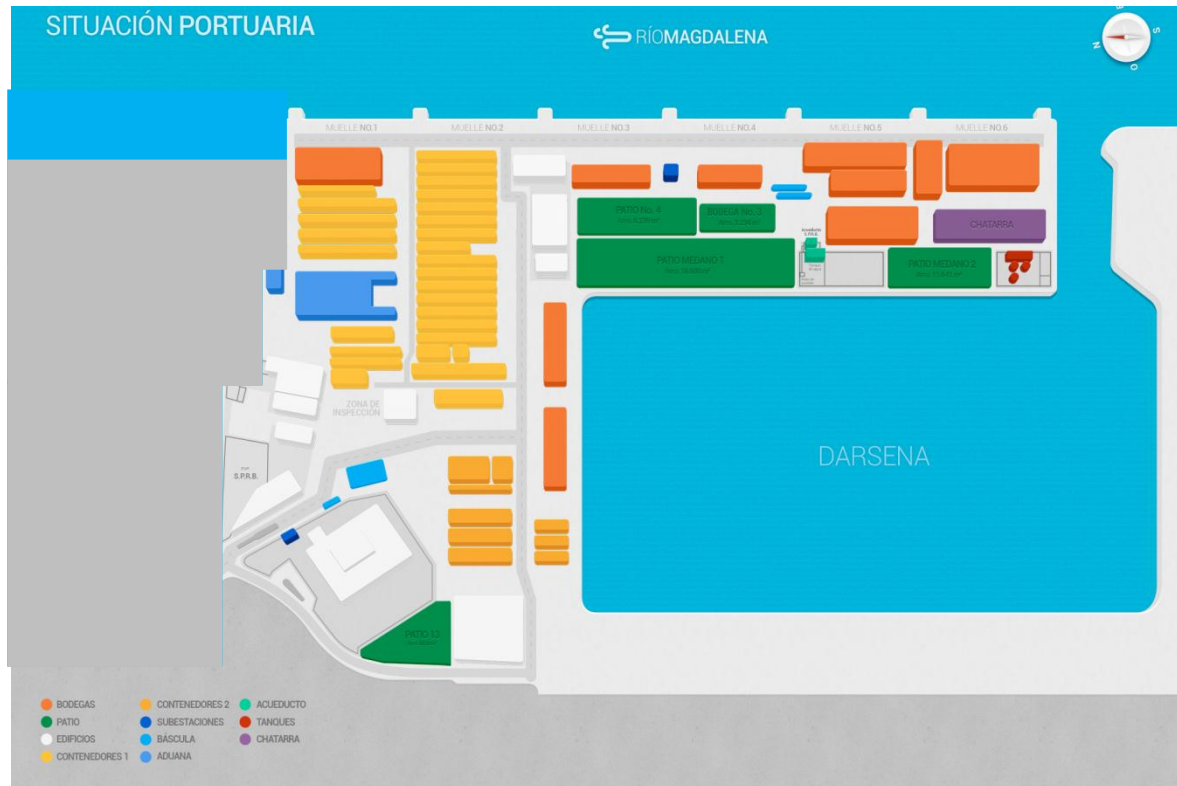 SITUACIÓN PORTUARIA
RÍOMAGDALENA
S
N
O
MUELLE NO.1
MUELLE NO.2
MUELLE NO.3
MUELLE NO.4
MUELLE NO.5
MUELLE NO.6
PATIO No. 4
BODEGA No. 3
CHATARRA
PATIO MEDANO 1
PATIO MEDANO 2
ZONA DE
INSPECCIÓN
S.P.R.B.
DARSENA
PATIO 13
BODEGAS
PATIO
EDIFICIOS
CONTENEDORES 1
CONTENEDORES 2
SUBESTACIONES
BÁSCULA
ADUANA
ACUEDUCTO
TANQUES
CHATARRA